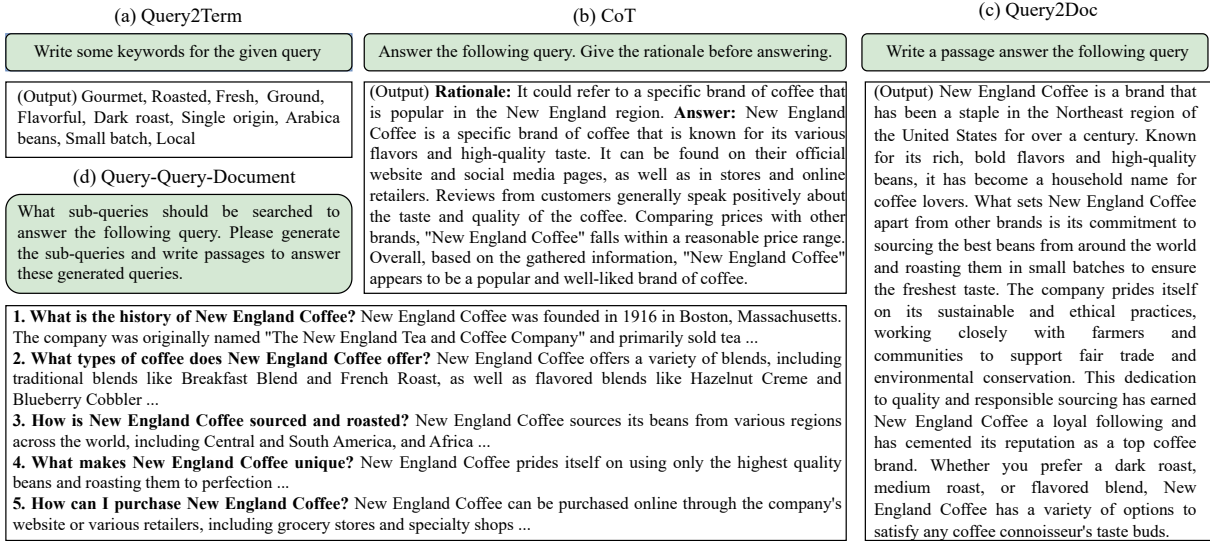 (a) Query2Term
Write some keywords for the given query
(Output) Gourmet, Roasted, Fresh, Ground,
Flavorful, Dark roast, Single origin, Arabica
beans, Small batch, Local
(b) CoT
Answer the following query. Give the rationale before answering.
(Output) Rationale: It could refer to a specific brand of coffee that
is popular in the New England region. Answer: New England
Coffee is a specific brand of coffee that is known for its various
flavors and high-quality taste. It can be found on their official
website and social media pages, as well as in stores and online
retailers. Reviews from customers generally speak positively about
the taste and quality of the coffee. Comparing prices with other
brands, "New England Coffee" falls within a reasonable price range.
Overall, based on the gathered information, "New England Coffee"
appears to be a popular and well-liked brand of coffee.
(c) Query2Doc
Write a passage answer the following query
(Output) New England Coffee is a brand that
has been a staple in the Northeast region of
the United States for over a century. Known
for its rich, bold flavors and high-quality
beans, it has become a household name for
coffee lovers. What sets New England Coffee
apart from other brands is its commitment to
sourcing the best beans from around the world
and roasting them in small batches to ensure
the freshest taste. The company prides itself
on its sustainable and ethical practices,
working closely with farmers and
communities to support fair trade and
environmental conservation. This dedication
to quality and responsible sourcing has earned
New England Coffee a loyal following and
has cemented its reputation as a top coffee
brand. Whether you prefer a dark roast,
medium roast, or flavored blend, New
England Coffee has a variety of options to
satisfy any coffee connoisseur's taste buds.
(d) Query-Query-Document
What sub-queries should be searched to
answer the following query. Please generate
the sub-queries and write passages to answer
these generated queries.
1. What is the history of New England Coffee? New England Coffee was founded in 1916 in Boston, Massachusetts.
The company was originally named "The New England Tea and Coffee Company" and primarily sold tea ...
2. What types of coffee does New England Coffee offer? New England Coffee offers a variety of blends, including
traditional blends like Breakfast Blend and French Roast, as well as flavored blends like Hazelnut Creme and
Blueberry Cobbler ...
3. How is New England Coffee sourced and roasted? New England Coffee sources its beans from various regions
across the world, including Central and South America, and Africa ...
4. What makes New England Coffee unique? New England Coffee prides itself on using only the highest quality
beans and roasting them to perfection ...
5. How can I purchase New England Coffee? New England Coffee can be purchased online through the company's
website or various retailers, including grocery stores and specialty shops ...